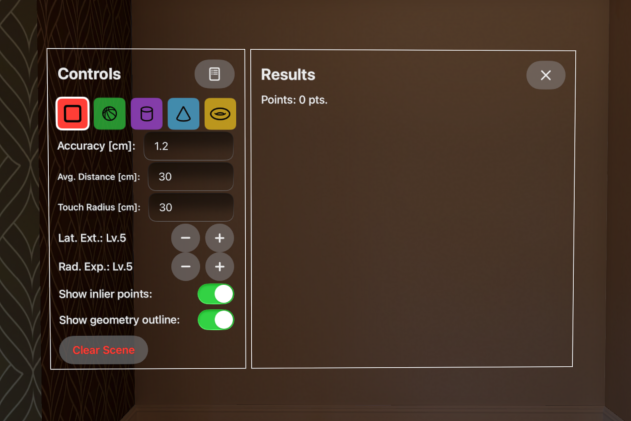 Controls
Accuracy [cm]: 1.2
Avg. Distance [cm]: 30
Touch Radius [cm]: 30
Lat. Ext.: Lv.5 − +
Rad. Exp.: Lv.5 − +
Show inlier points:
Show geometry outline:
Clear Scene
Results
Points: 0 pts.